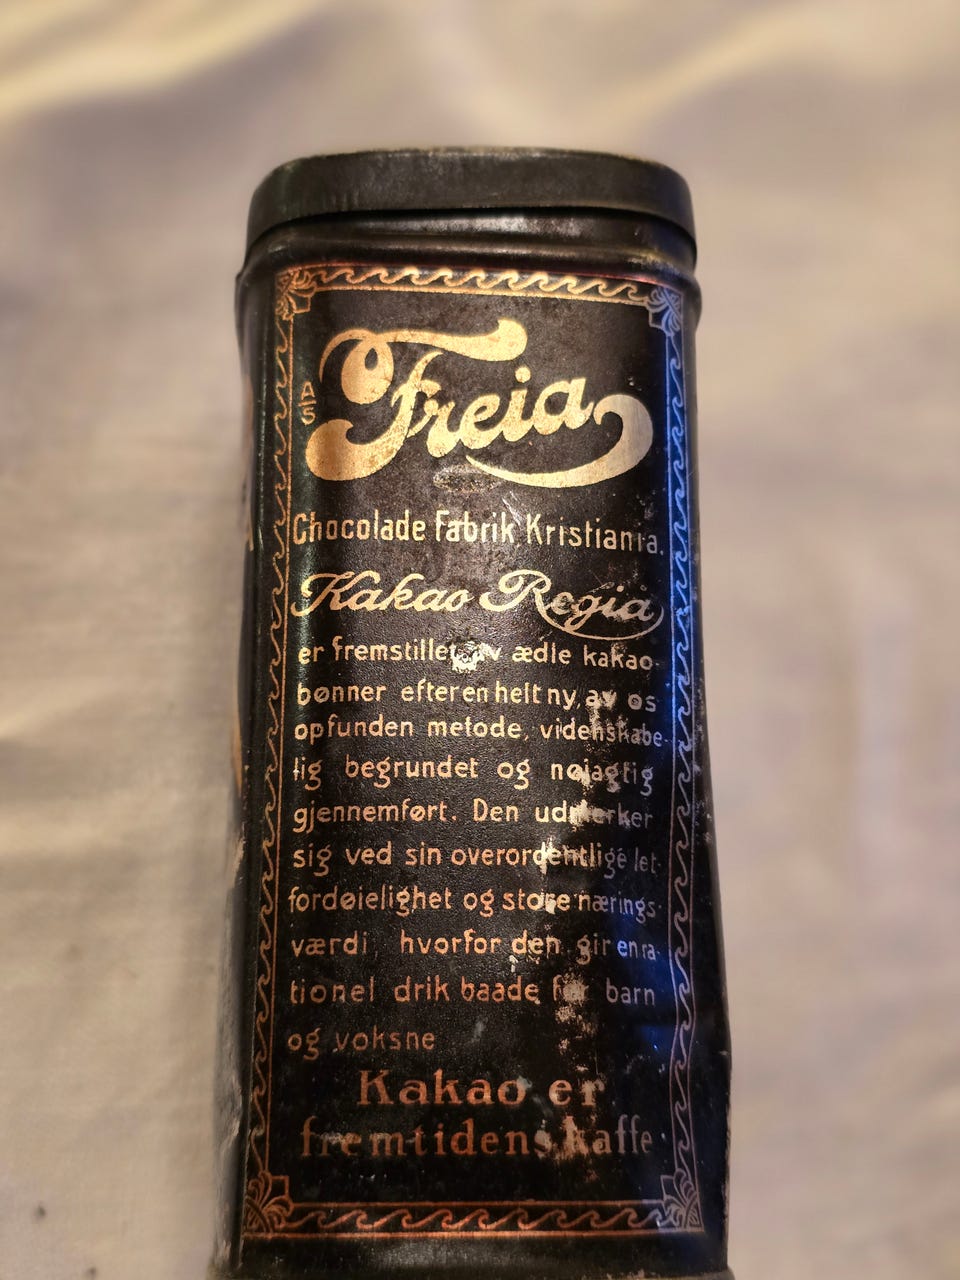 A/S Freia
Chocolade Fabrik Kristiania.
Kakao Regia
er fremstillet av ædle kakao-
bønner efter en helt ny, av os
opfunden metode, videnskabe-
lig begrundet og nøiagtig
gjennemført. Den udmerker
sig ved sin overordentlige let-
fordøielighet og store nærings-
værdi, hvorfor den gir en ra-
tionel drik baade for barn
og voksne
Kakao er
fremtidens kaffe